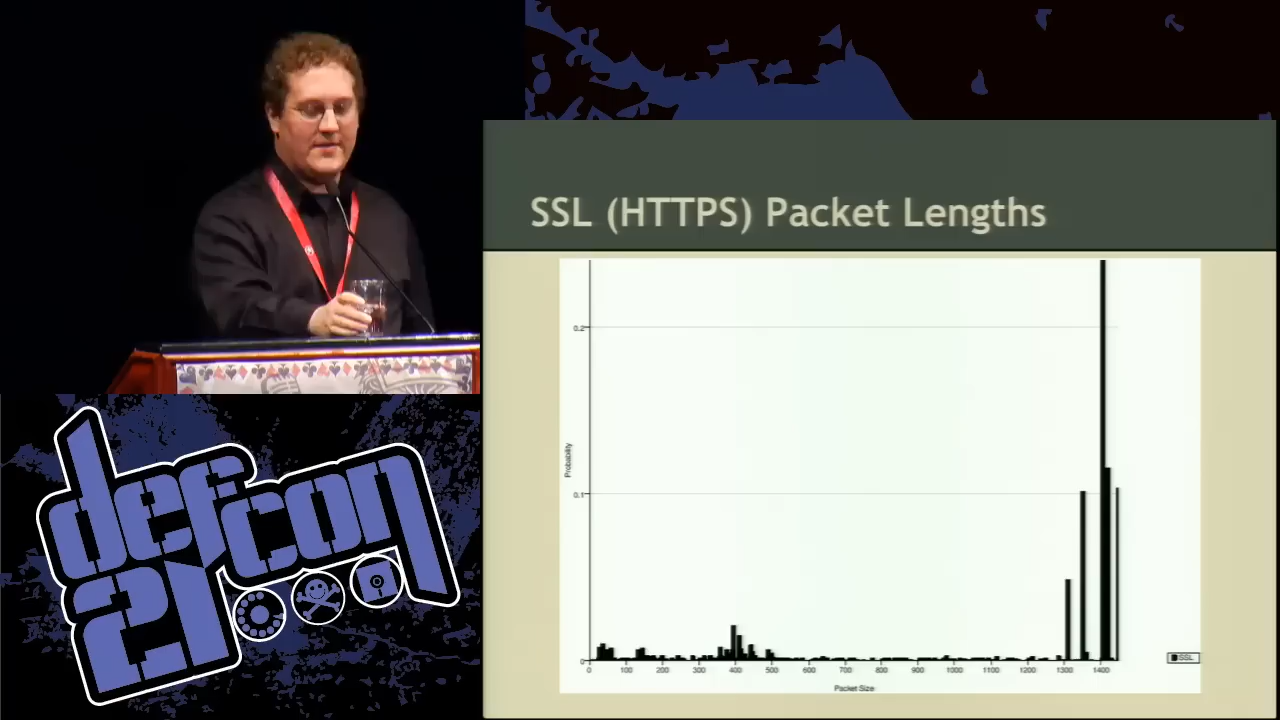 SSL (HTTPS) Packet Lengths
0.2
Probability
0.1
0
0 100 200 300 400 500 600 700 800 900 1000 1100 1200 1300 1400
Packet Size
SSL
defcon
21